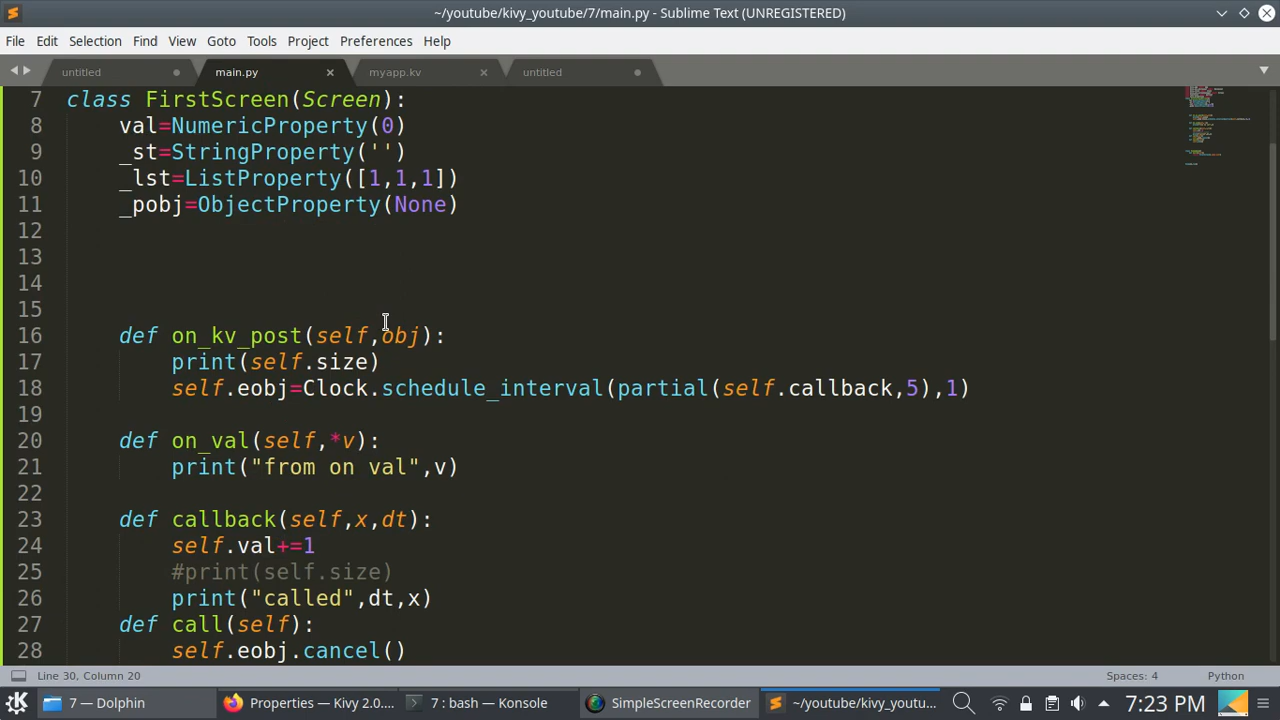 ~/youtube/kivy_youtube/7/main.py - Sublime Text (UNREGISTERED)
File Edit Selection Find View Goto Tools Project Preferences Help
untitled main.py myapp.kv untitled
7 class FirstScreen(Screen):
8 val=NumericProperty(0)
9 _st=StringProperty('')
10 _lst=ListProperty([1,1,1])
11 _pobj=ObjectProperty(None)
12
13
14
15
16 def on_kv_post(self,obj):
17 print(self.size)
18 self.eobj=Clock.schedule_interval(partial(self.callback,5),1)
19
20 def on_val(self,*v):
21 print("from on val",v)
22
23 def callback(self,x,dt):
24 self.val+=1
25 #print(self.size)
26 print("called",dt,x)
27 def call(self):
28 self.eobj.cancel()
Line 30, Column 20 Spaces: 4 Python
7 — Dolphin Properties — Kivy 2.0.... 7 : bash — Konsole SimpleScreenRecorder ~/youtube/kivy_youtu... 7:23 PM